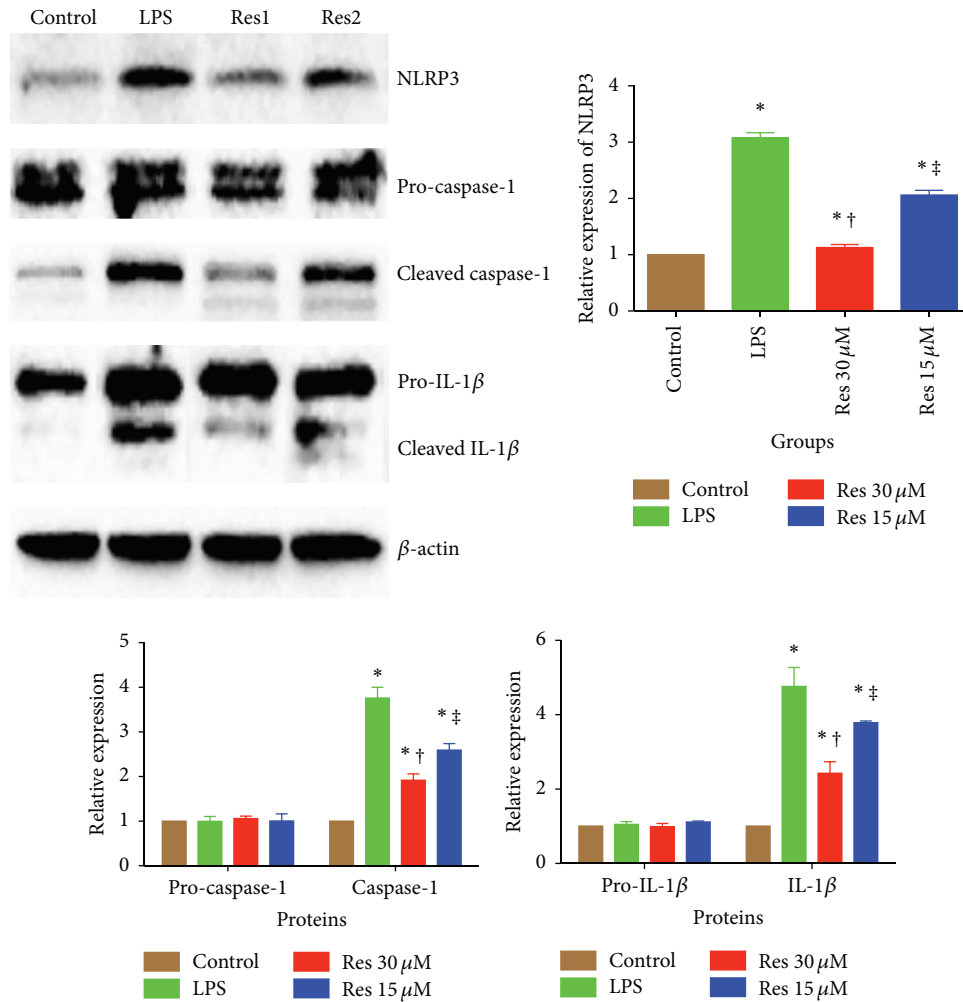 Control LPS Res1 Res2
NLRP3
Pro-caspase-1
Cleaved caspase-1
Pro-IL-1β
Cleaved IL-1β
β-actin
Relative expression of NLRP3
4
3
2
1
0
*
* †
* ‡
Control
LPS
Res 30 μM
Res 15 μM
Groups
Control
LPS
Res 30 μM
Res 15 μM
Relative expression
5
4
3
2
1
0
*
* †
* ‡
Pro-caspase-1 Caspase-1
Proteins
Control
LPS
Res 30 μM
Res 15 μM
Relative expression
6
4
2
0
*
* †
* ‡
Pro-IL-1β IL-1β
Proteins
Control
LPS
Res 30 μM
Res 15 μM